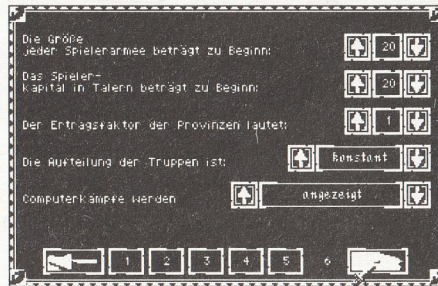 Die Größe
jeder Spielerarmee beträgt zu Beginn: 20
Das Spieler-
kapital in Talern beträgt zu Beginn: 20
Der Ertragsfaktor der Provinzen lautet: 1
Die Aufteilung der Truppen ist: konstant
Computerkämpfe werden angezeigt
1 2 3 4 5 6